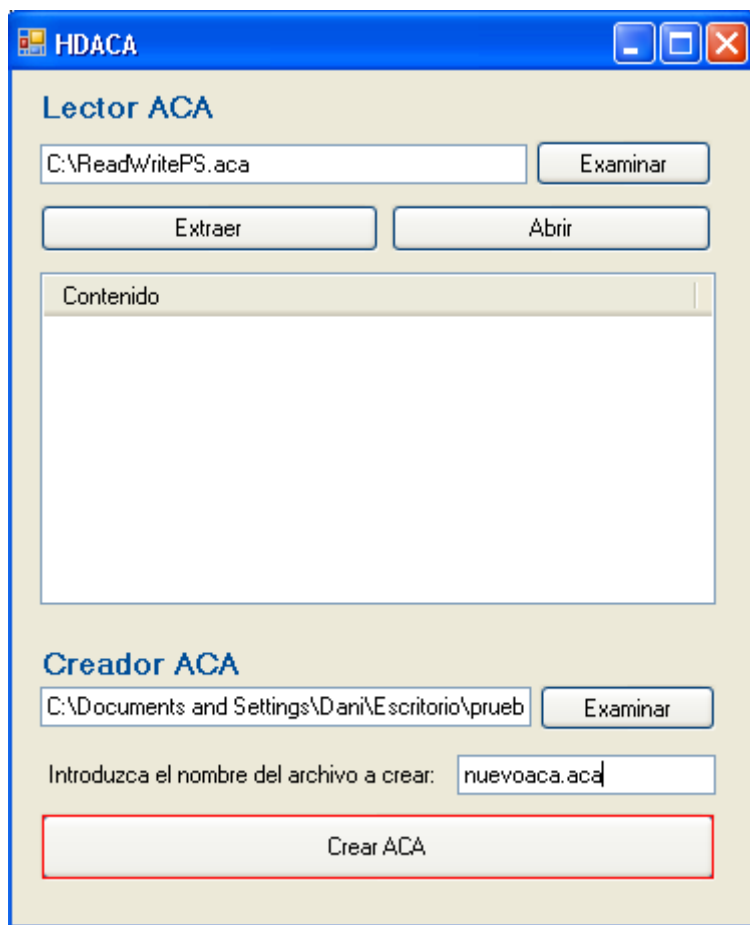 HDACA
Lector ACA
C:\ReadWritePS.aca Examinar
Extraer Abrir
Contenido
Creador ACA
C:\Documents and Settings\Dani\Escritorio\prueb Examinar
Introduzca el nombre del archivo a crear: nuevoaca.aca
Crear ACA